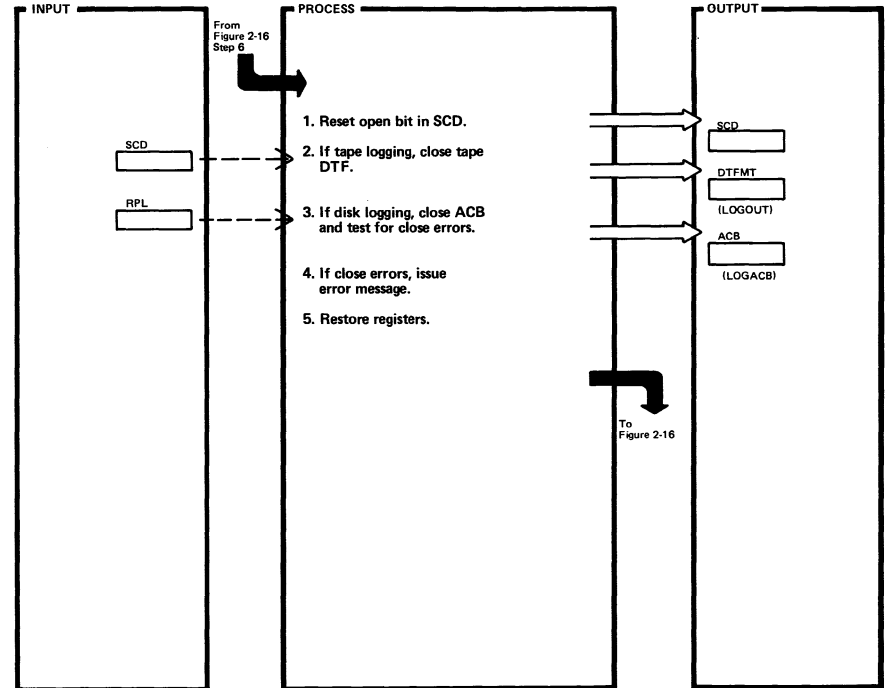 INPUT
PROCESS
OUTPUT
From
Figure 2-16
Step 6
1. Reset open bit in SCD.
2. If tape logging, close tape
DTF.
3. If disk logging, close ACB
and test for close errors.
4. If close errors, issue
error message.
5. Restore registers.
SCD
RPL
SCD
DTFMT
(LOGOUT)
ACB
(LOGACB)
To
Figure 2-16